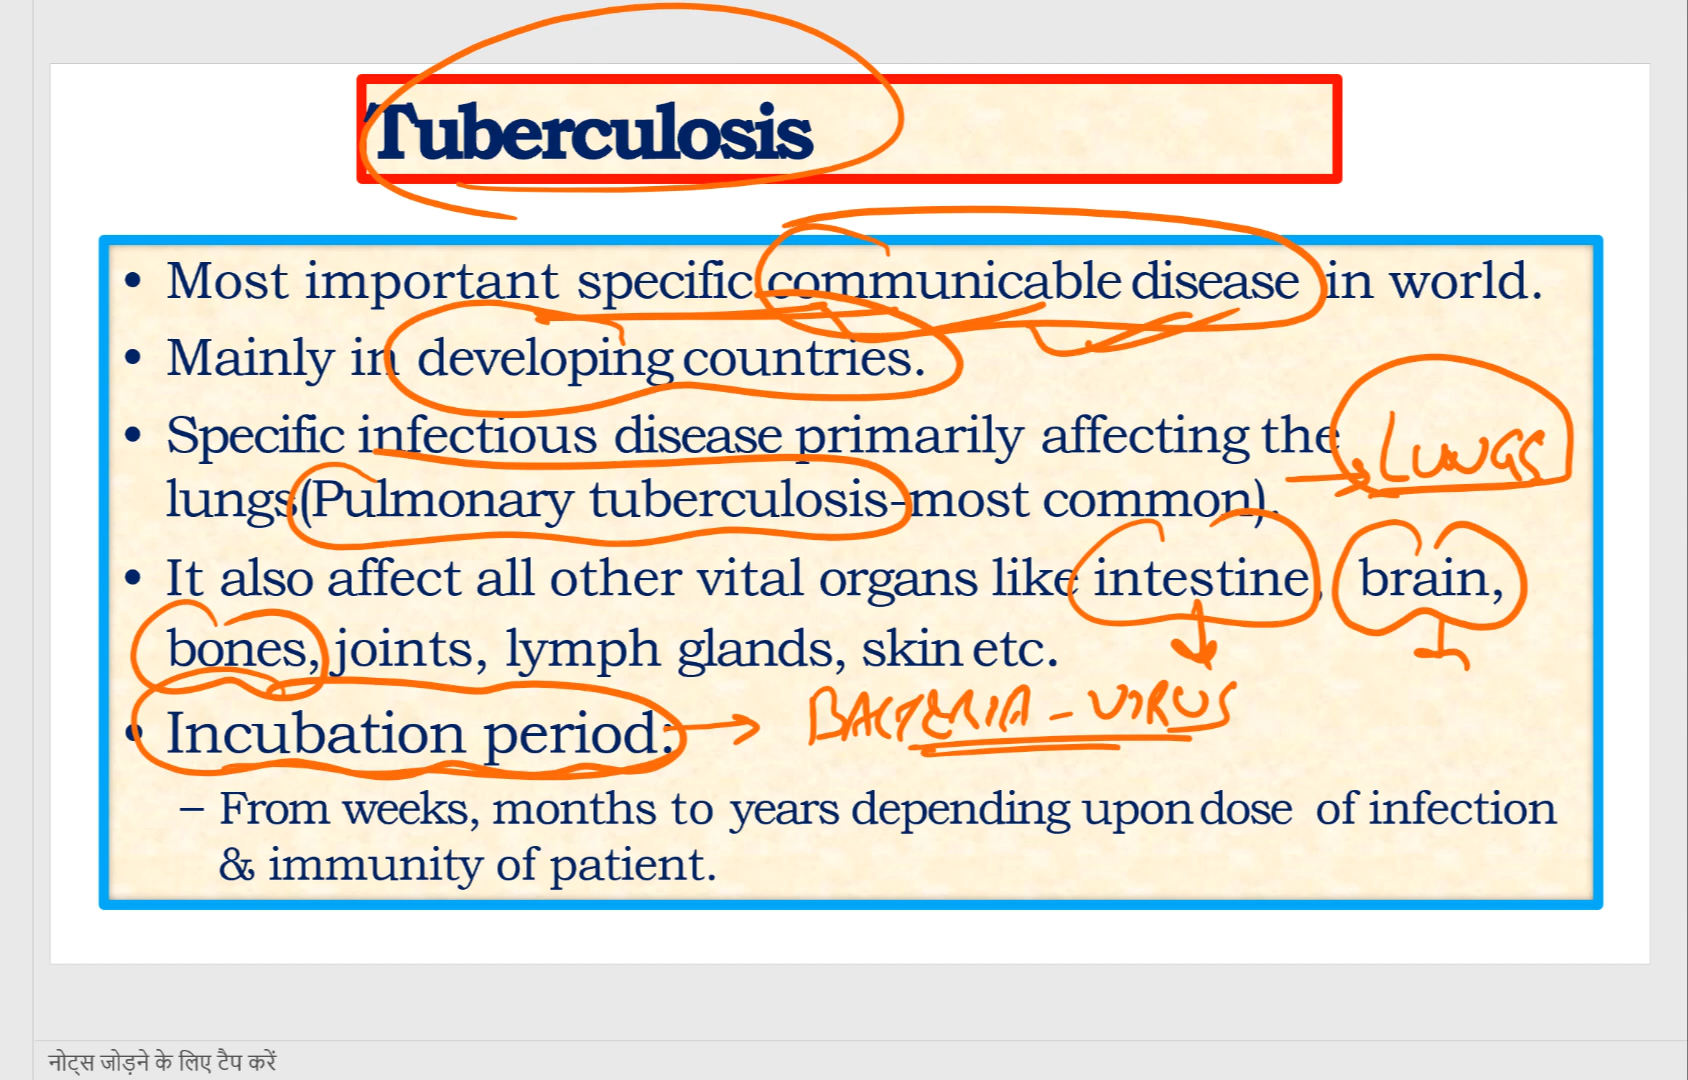 Tuberculosis
• Most important specific communicable disease in world.
• Mainly in developing countries.
• Specific infectious disease primarily affecting the
LUNGS
lungs(Pulmonary tuberculosis-most common).
• It also affect all other vital organs like intestine, brain,
bones, joints, lymph glands, skin etc.
• Incubation period:
BACTERIA - VIRUS
– From weeks, months to years depending upon dose of infection
& immunity of patient.
नोट्स जोड़ने के लिए टैप करें